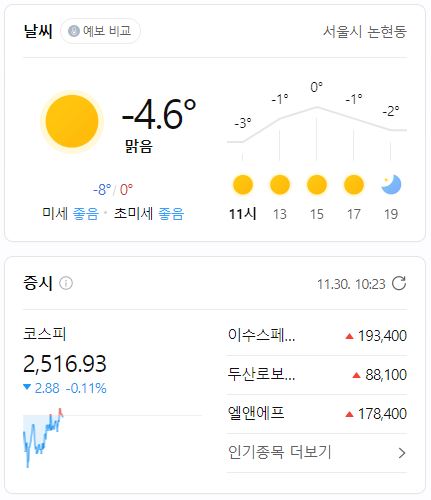 날씨 예보 비교 서울시 논현동
-4.6°
맑음
-8°/ 0°
미세 좋음 · 초미세 좋음
-3° -1° 0° -1° -2°
11시 13 15 17 19
증시 11.30. 10:23
코스피
2,516.93
▼ 2.88 -0.11%
이수스페... ▲ 193,400
두산로보... ▲ 88,100
엘앤에프 ▲ 178,400
인기종목 더보기